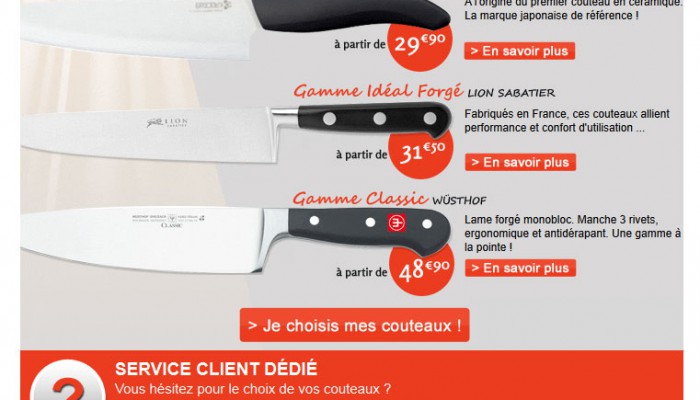 À l'origine du premier couteau en céramique.
La marque japonaise de référence !
à partir de 29€90
> En savoir plus
Gamme Idéal Forgé LION SABATIER
LION
SABATIER
Fabriqués en France, ces couteaux allient
performance et confort d'utilisation ...
à partir de 31€50
> En savoir plus
Gamme Classic WÜSTHOF
CLASSIC
Lame forgé monobloc. Manche 3 rivets,
ergonomique et antidérapant. Une gamme à
la pointe !
à partir de 48€90
> En savoir plus
> Je choisis mes couteaux !
SERVICE CLIENT DÉDIÉ
?
Vous hésitez pour le choix de vos couteaux ?